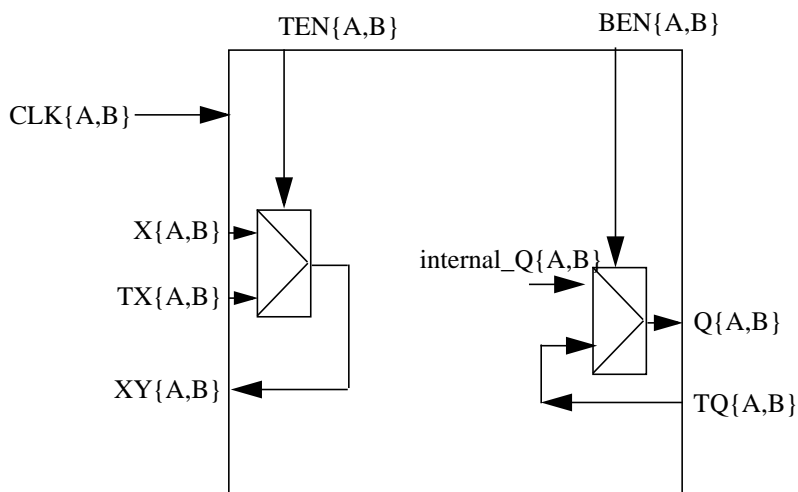 TEN{A,B}
BEN{A,B}
CLK{A,B}
X{A,B}
internal_Q{A,B}
TX{A,B}
Q{A,B}
XY{A,B}
TQ{A,B}